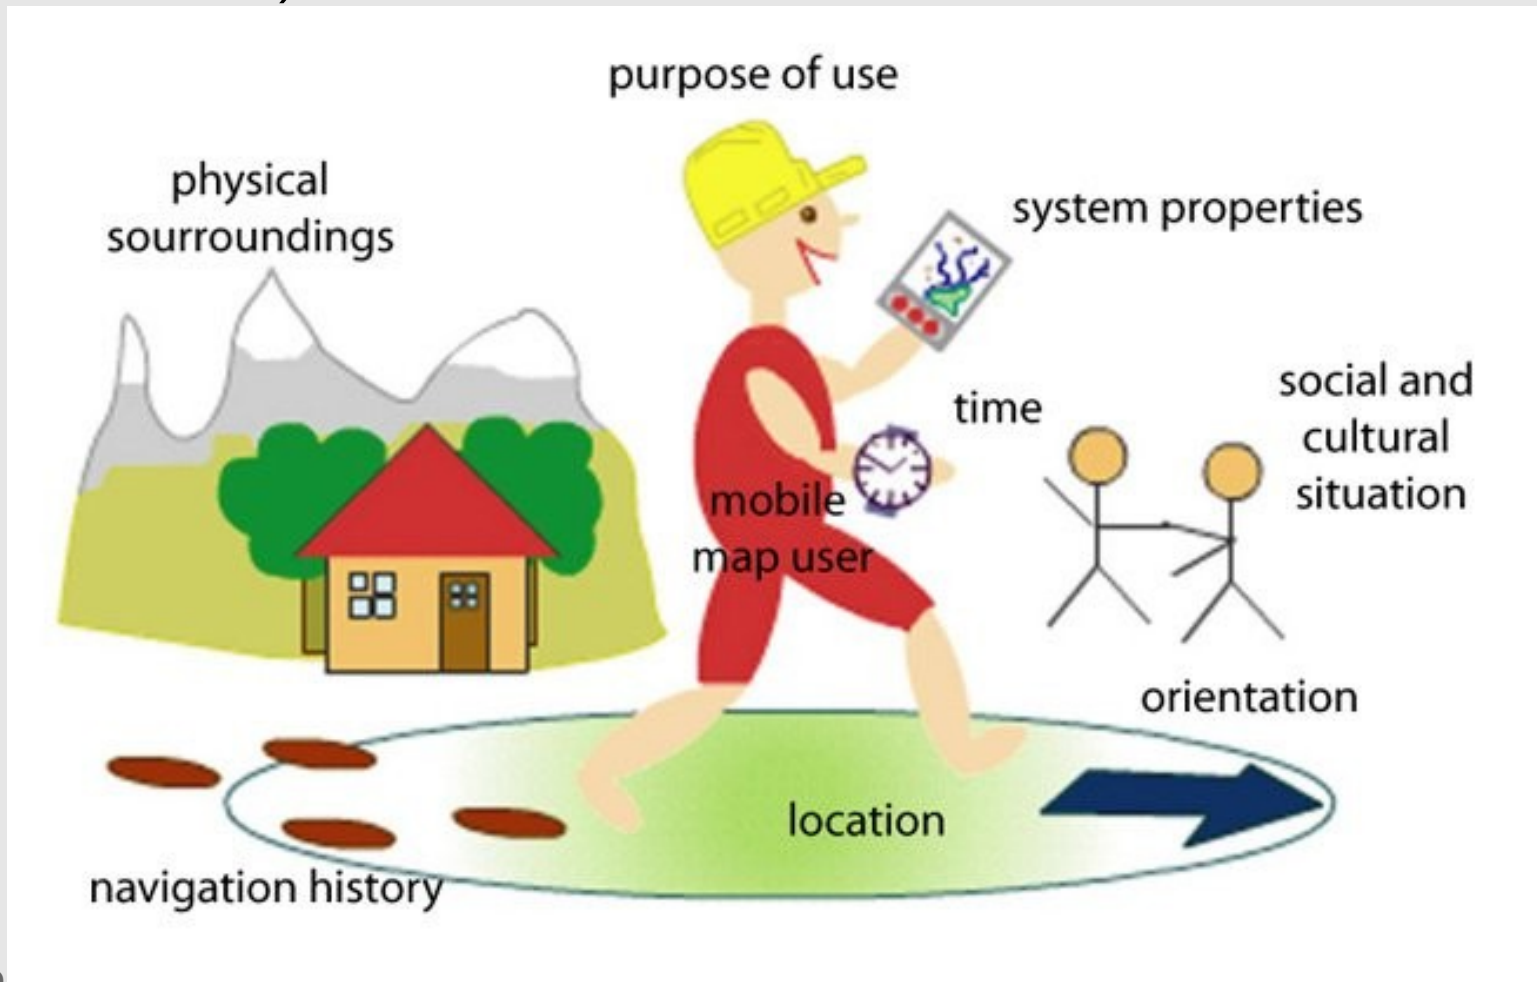 purpose of use
physical
sourroundings
system properties
time
social and
cultural
situation
mobile
map user
orientation
location
navigation history